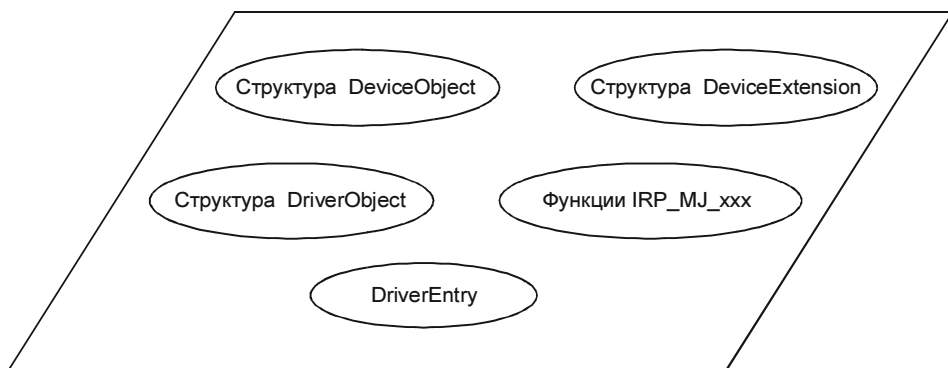 Структура DeviceObject
Структура DeviceExtension
Структура DriverObject
Функции IRP_MJ_xxx
DriverEntry